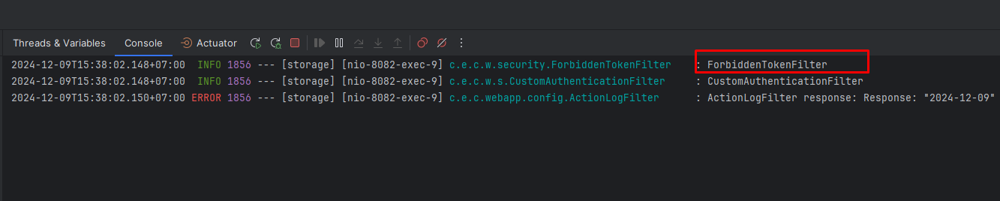 Threads & Variables Console Actuator
2024-12-09T15:38:02.148+07:00 INFO 1856 --- [storage] [nio-8082-exec-9] c.e.c.w.security.ForbiddenTokenFilter : ForbiddenTokenFilter
2024-12-09T15:38:02.148+07:00 INFO 1856 --- [storage] [nio-8082-exec-9] c.e.c.w.s.CustomAuthenticationFilter : CustomAuthenticationFilter
2024-12-09T15:38:02.150+07:00 ERROR 1856 --- [storage] [nio-8082-exec-9] c.e.c.webapp.config.ActionLogFilter : ActionLogFilter response: Response: "2024-12-09"